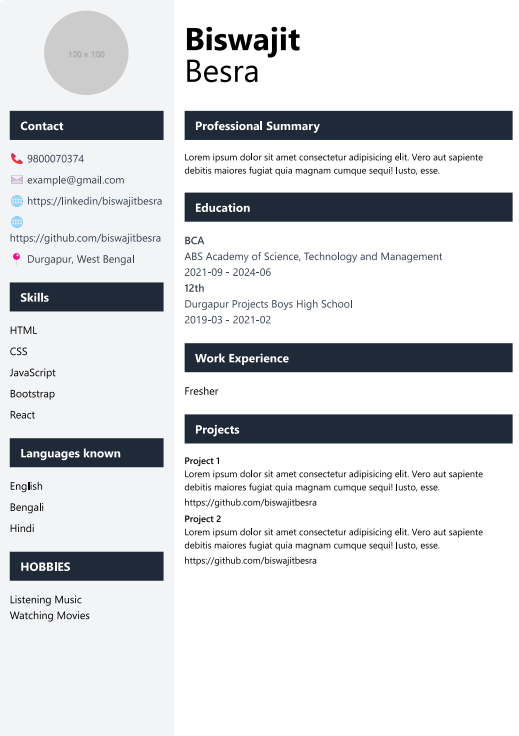 100 x 100
Biswajit
Besra
Contact
9800070374
example@gmail.com
https://linkedin/biswajitbesra
https://github.com/biswajitbesra
Durgapur, West Bengal
Skills
HTML
CSS
JavaScript
Bootstrap
React
Languages known
English
Bengali
Hindi
HOBBIES
Listening Music
Watching Movies
Professional Summary
Lorem ipsum dolor sit amet consectetur adipisicing elit. Vero aut sapiente
debitis maiores fugiat quia magnam cumque sequi! Iusto, esse.
Education
BCA
ABS Academy of Science, Technology and Management
2021-09 - 2024-06
12th
Durgapur Projects Boys High School
2019-03 - 2021-02
Work Experience
Fresher
Projects
Project 1
Lorem ipsum dolor sit amet consectetur adipisicing elit. Vero aut sapiente
debitis maiores fugiat quia magnam cumque sequi! Iusto, esse.
https://github.com/biswajitbesra
Project 2
Lorem ipsum dolor sit amet consectetur adipisicing elit. Vero aut sapiente
debitis maiores fugiat quia magnam cumque sequi! Iusto, esse.
https://github.com/biswajitbesra